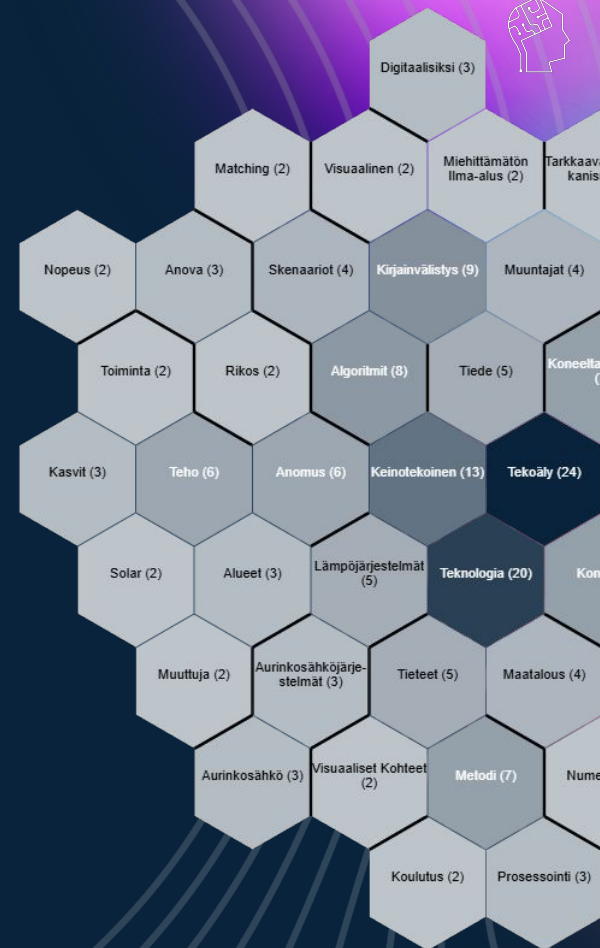 Digitaalisiksi (3)
Matching (2)
Visuaalinen (2)
Miehittämätön
Ilma-alus (2)
Nopeus (2)
Anova (3)
Skenaariot (4)
Kirjainvälistys (9)
Muuntajat (4)
Toiminta (2)
Rikos (2)
Algoritmit (8)
Tiede (5)
Kasvit (3)
Teho (6)
Anomus (6)
Keinotekoinen (13)
Tekoäly (24)
Solar (2)
Alueet (3)
Lämpöjärjestelmät
(5)
Teknologia (20)
Muuttuja (2)
Aurinkosähköjärje-
stelmät (3)
Tieteet (5)
Maatalous (4)
Aurinkosähkö (3)
Visuaaliset Kohteet
(2)
Metodi (7)
Koulutus (2)
Prosessointi (3)